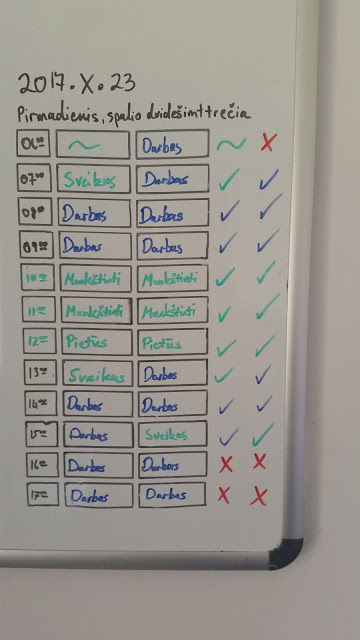 2017.X.23
Pirmadienis, spalio dvidešimt trečia
06⁰⁰ ~ Darbas ~ ✗
07⁰⁰ Sveikas Darbas ✓ ✓
08⁰⁰ Darbas Darbas ✓ ✓
09⁰⁰ Darbas Darbas ✓ ✓
10⁰⁰ Mankštinti Mankštinti ✓ ✓
11⁰⁰ Mankštinti Mankštinti ✓ ✓
12⁰⁰ Pietūs Pietūs ✓ ✓
13⁰⁰ Sveikas Darbas ✓ ✓
14⁰⁰ Darbas Darbas ✓ ✓
15⁰⁰ Darbas Sveikas ✓ ✓
16⁰⁰ Darbas Darbas ✗ ✗
17⁰⁰ Darbas Darbas ✗ ✗